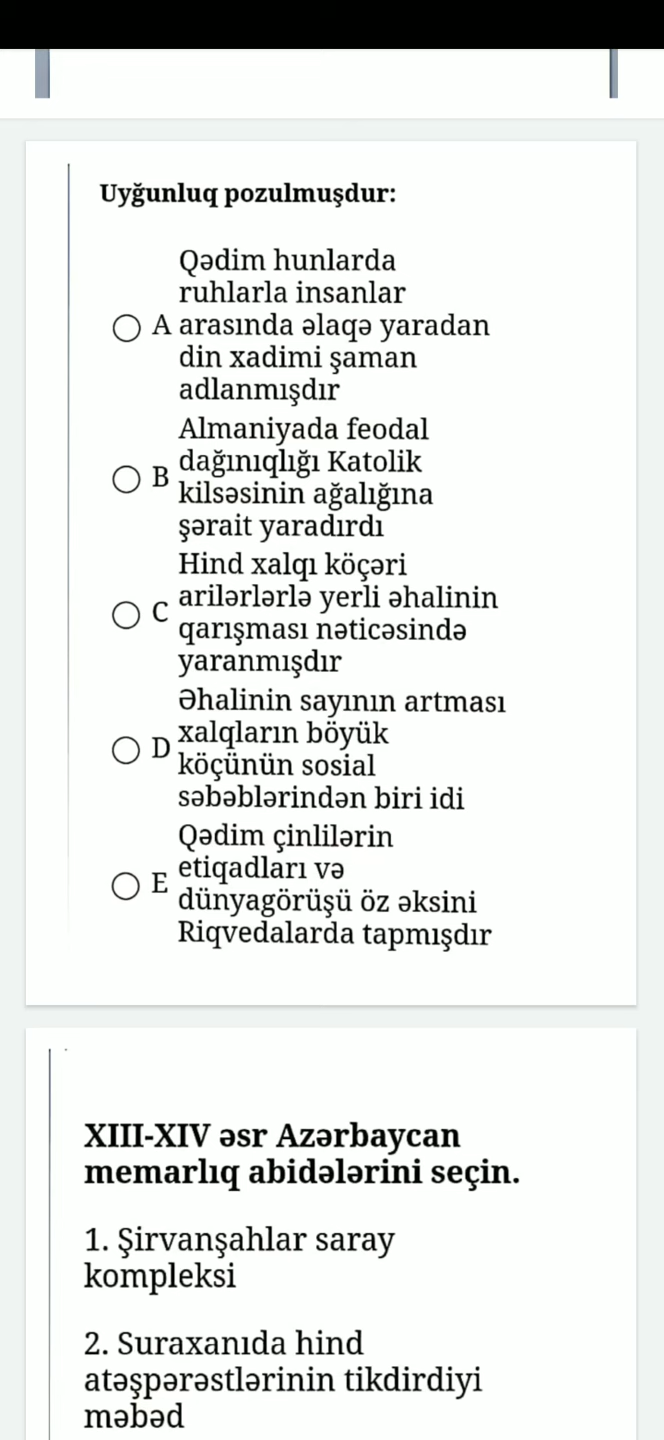 Uyğunluq pozulmuşdur:
Qədim hunlarda
ruhlarla insanlar
A arasında əlaqə yaradan
din xadimi şaman
adlanmışdır
Almaniyada feodal
B dağınıqlığı Katolik
kilsəsinin ağalığına
şərait yaradırdı
Hind xalqı köçəri
C arilərlərlə yerli əhalinin
qarışması nəticəsində
yaranmışdır
Əhalinin sayının artması
D xalqların böyük
köçünün sosial
səbəblərindən biri idi
Qədim çinlilərin
E etiqadları və
dünyagörüşü öz əksini
Riqvedalarda tapmışdır
XIII-XIV əsr Azərbaycan
memarlıq abidələrini seçin.
1. Şirvanşahlar saray
kompleksi
2. Suraxanıda hind
atəşpərəstlərinin tikdirdiyi
məbəd